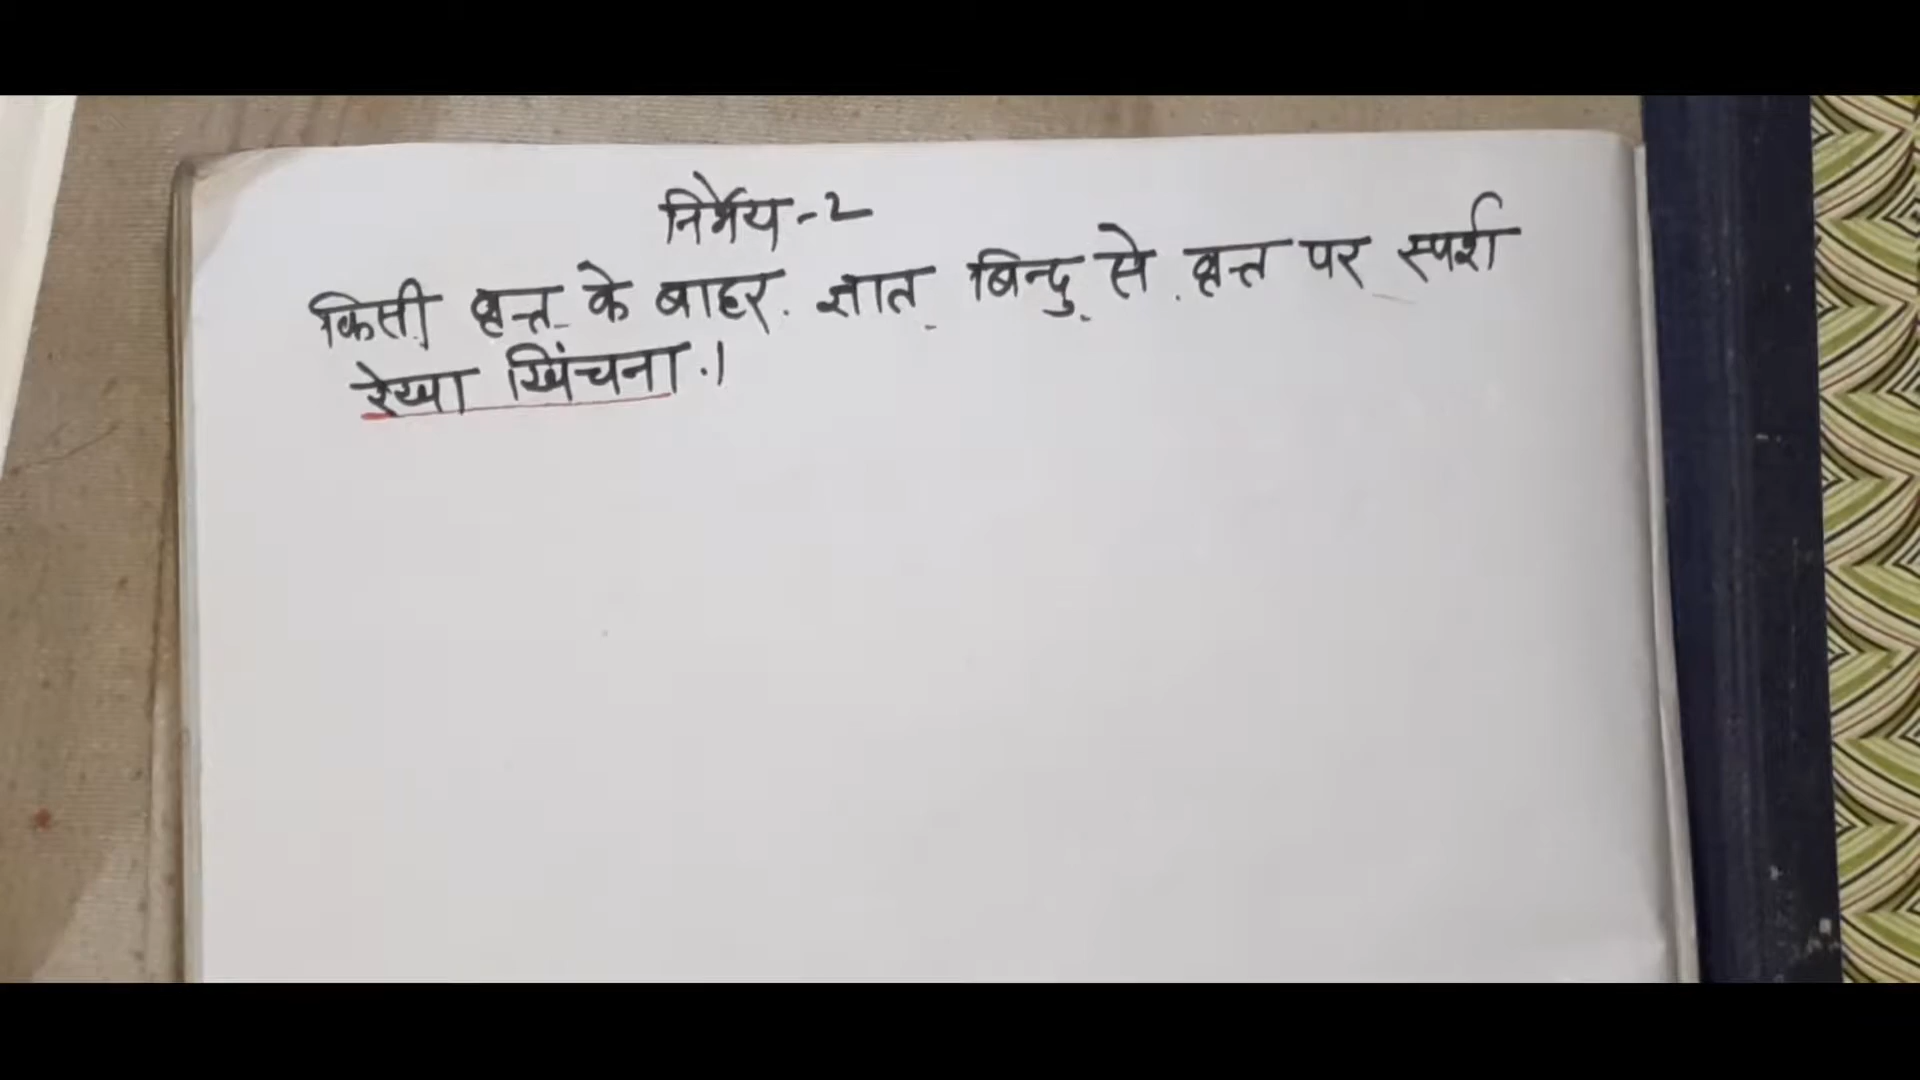 निर्मेय-2
किसी वृत्त के बाहर ज्ञात बिन्दु से वृत्त पर स्पर्श
रेखा खिंचना।